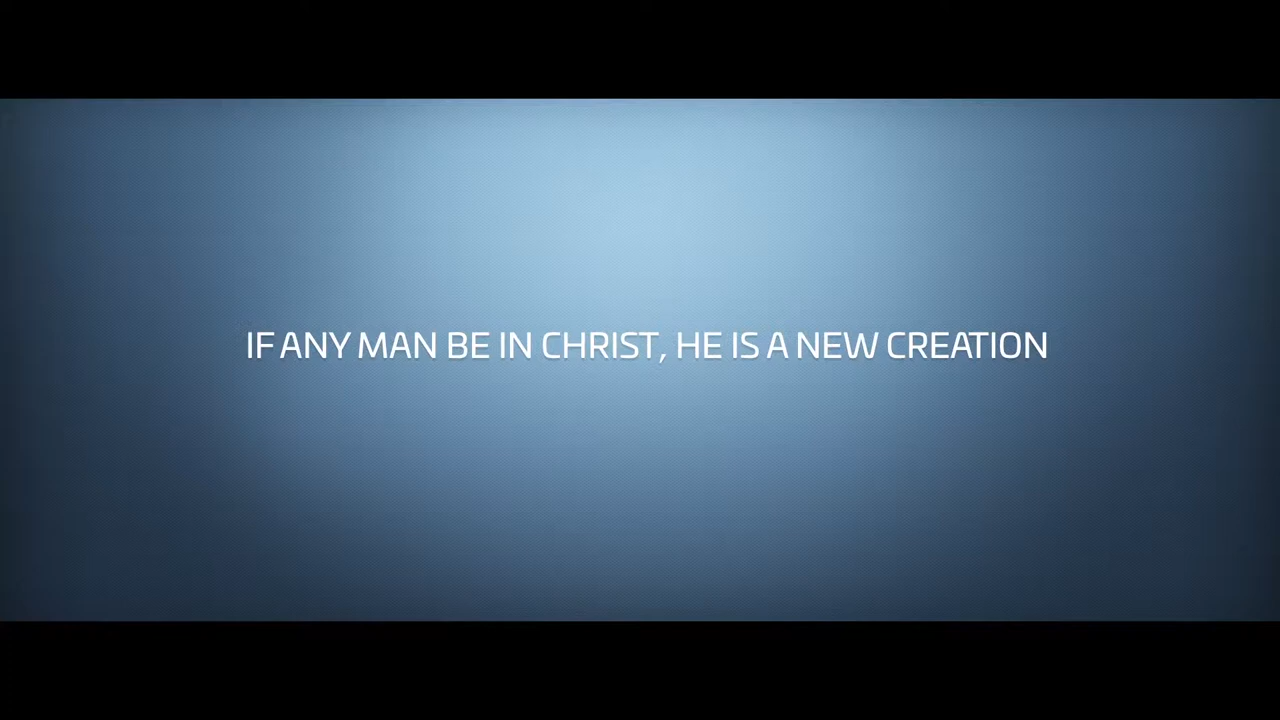 IF ANY MAN BE IN CHRIST, HE IS A NEW CREATION